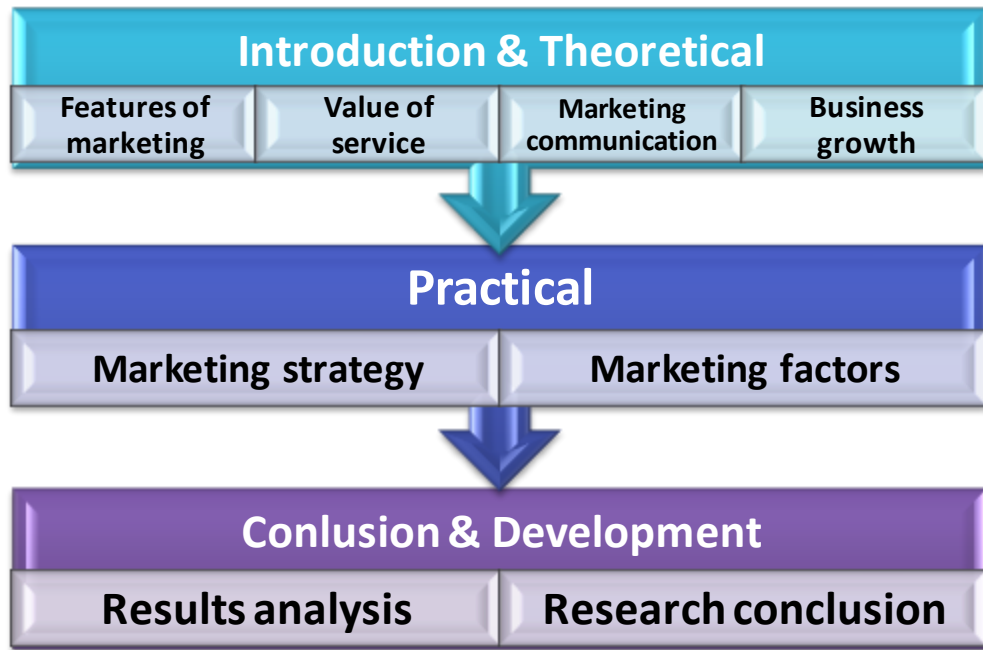 Introduction & Theoretical
Features of
marketing
Value of
service
Marketing
communication
Business
growth
Practical
Marketing strategy
Marketing factors
Conlusion & Development
Results analysis
Research conclusion